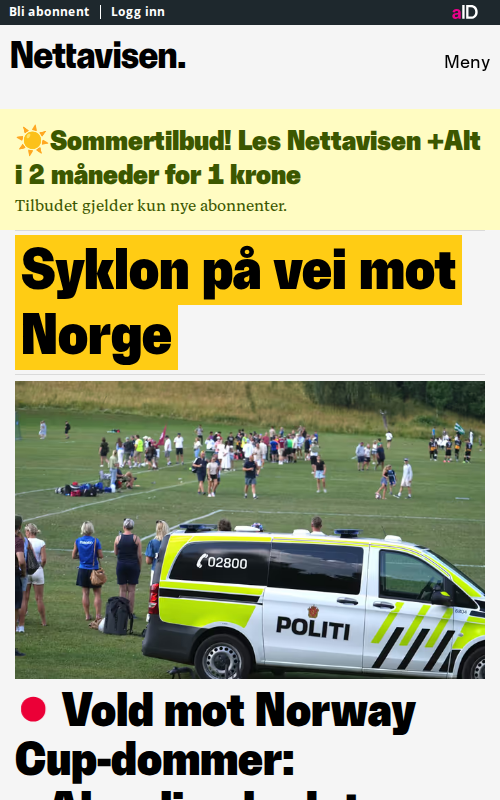 Bli abonnent
Logg inn
aID
Nettavisen.
Meny
Sommertilbud! Les Nettavisen +Alt
i 2 måneder for 1 krone
Tilbudet gjelder kun nye abonnenter.
Syklon på vei mot
Norge
02800
POLITI
Vold mot Norway
Cup-dommer: